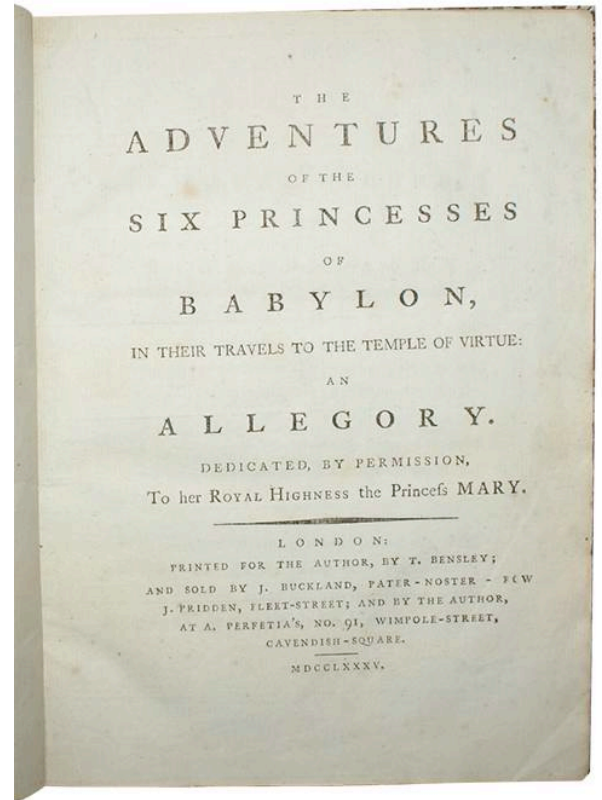 THE
ADVENTURES
OF THE
SIX PRINCESSES
OF
BABYLON,
IN THEIR TRAVELS TO THE TEMPLE OF VIRTUE:
AN
ALLEGORY.
DEDICATED, BY PERMISSION,
To her ROYAL HIGHNESS the Princeſs MARY.
LONDON:
PRINTED FOR THE AUTHOR, BY T. BENSLEY;
AND SOLD BY J. BUCKLAND, PATER-NOSTER-
J. PRIDDEN, FLEET-STREET; AND BY THE AUTHOR,
AT A. PERFETIA'S, NO. 91, WIMPOLE-STREET,
CAVENDISH-SQUARE.
MDCCLXXXV.